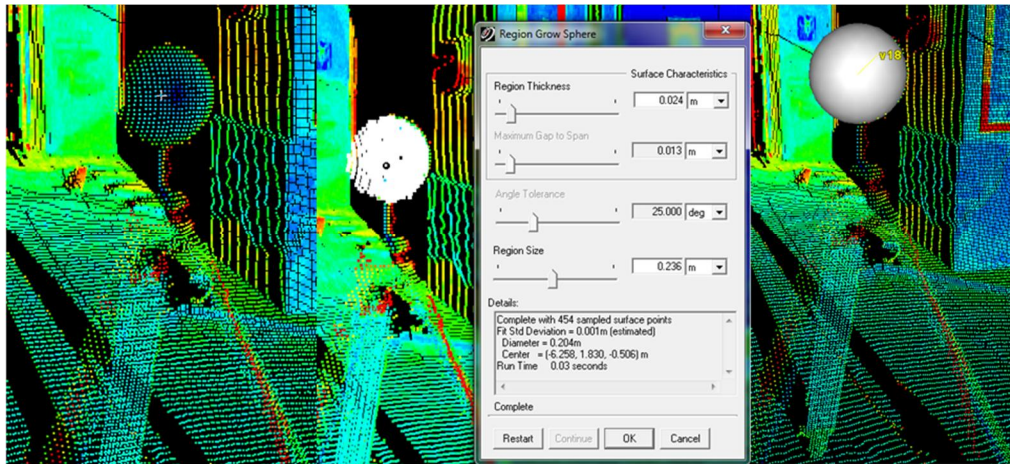 Region Grow Sphere
Surface Characteristics
Region Thickness
0.024 m
Maximum Gap to Span
0.013 m
Angle Tolerance
25.000 deg
Region Size
0.236 m
Details:
Complete with 454 sampled surface points
Fit Std Deviation = 0.001m (estimated)
Diameter = 0.204m
Center = (-6.258, 1.830, -0.506) m
Run Time 0.03 seconds
Complete
Restart Continue OK Cancel
v18